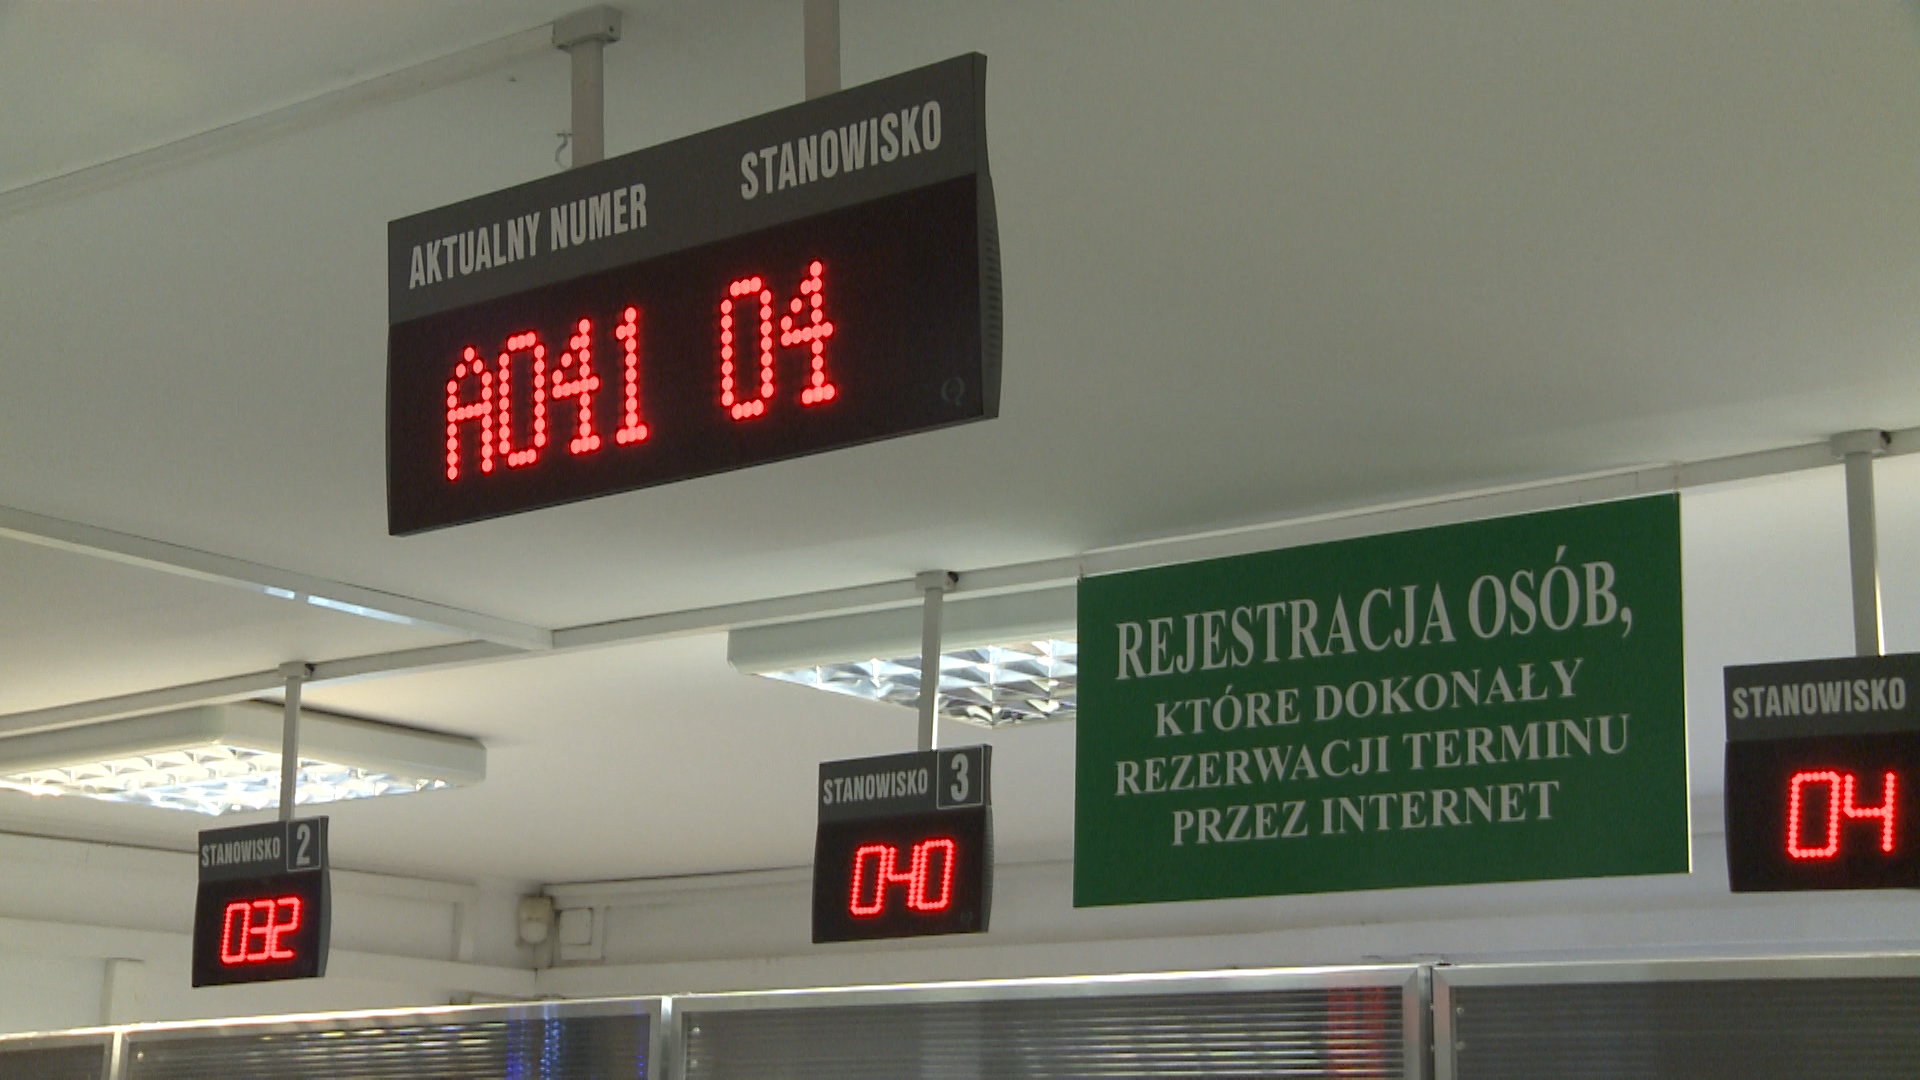 AKTUALNY NUMER STANOWISKO
A041 04
REJESTRACJA OSÓB,
KTÓRE DOKONAŁY
REZERWACJI TERMINU
PRZEZ INTERNET
STANOWISKO 2
032
STANOWISKO 3
040
STANOWISKO
04